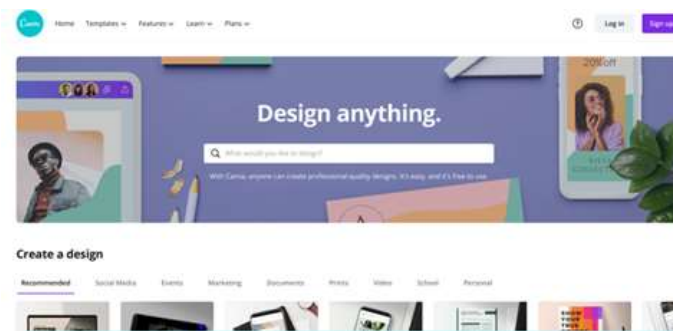 Canva
Home Templates Features Learn Plans
Log in
Sign up
20% off
Design anything.
What would you like to design?
With Canva, anyone can create professional quality designs. It's easy, and it's free to use
Create a design
Recommended Social Media Events Marketing Documents Prints Video School Personal
SHOW
YOUR